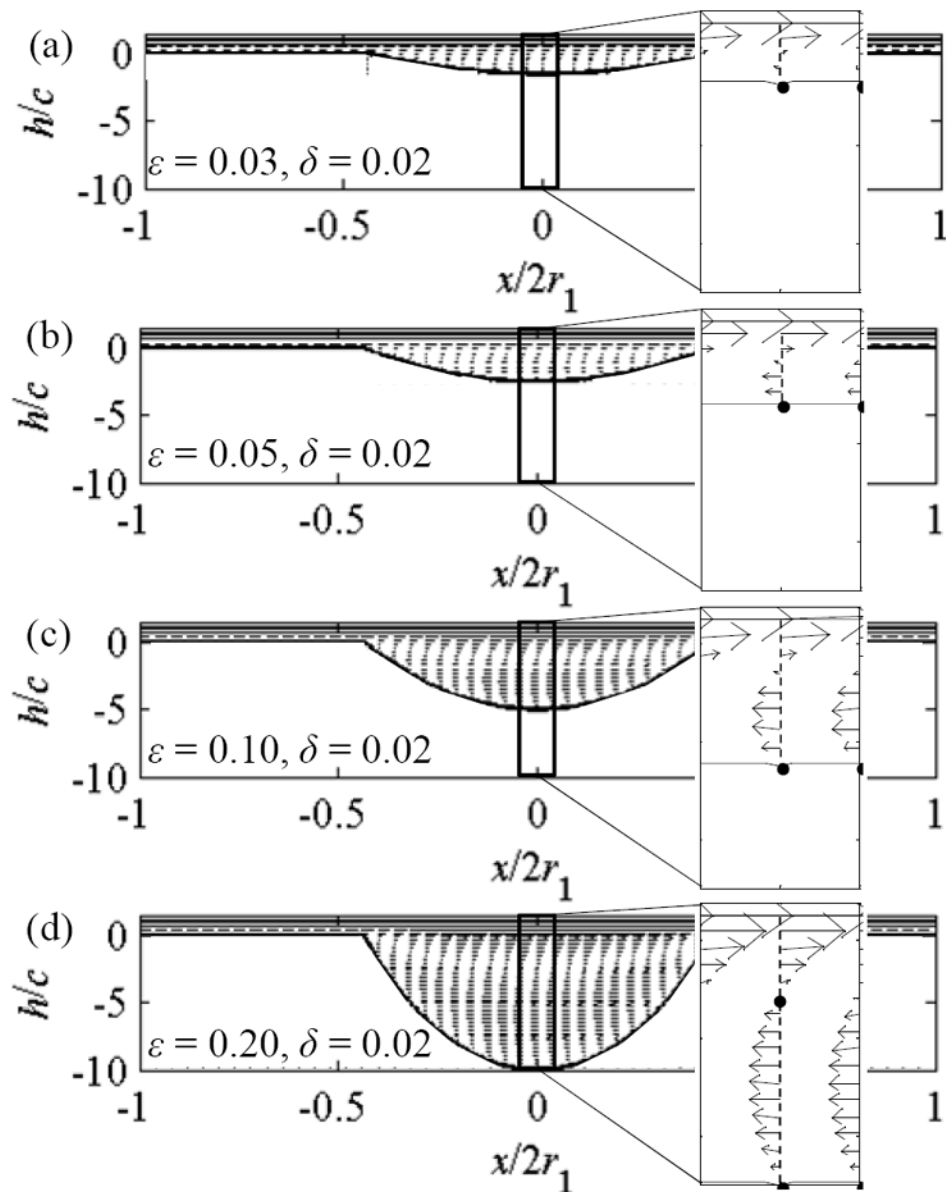 (a)
h/c
0
-5
-10
ε = 0.03, δ = 0.02
-1
-0.5
0
1
x/2r₁
(b)
h/c
0
-5
-10
ε = 0.05, δ = 0.02
-1
-0.5
0
1
x/2r₁
(c)
h/c
0
-5
-10
ε = 0.10, δ = 0.02
-1
-0.5
0
1
x/2r₁
(d)
h/c
0
-5
-10
ε = 0.20, δ = 0.02
-1
-0.5
0
1
x/2r₁